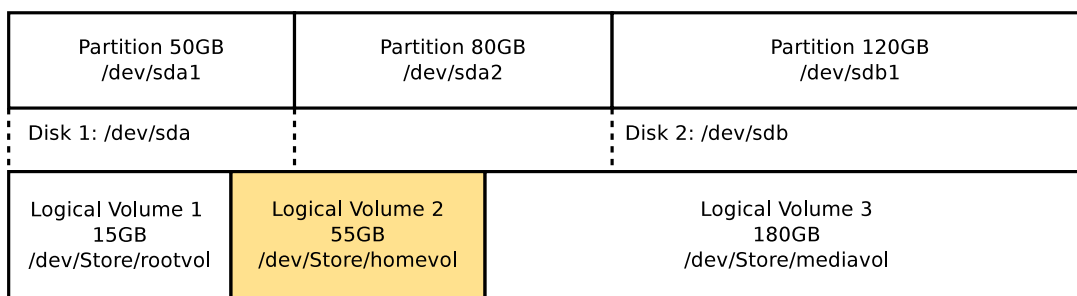 Partition 50GB
/dev/sda1
Partition 80GB
/dev/sda2
Partition 120GB
/dev/sdb1
Disk 1: /dev/sda
Disk 2: /dev/sdb
Logical Volume 1
15GB
/dev/Store/rootvol
Logical Volume 2
55GB
/dev/Store/homevol
Logical Volume 3
180GB
/dev/Store/mediavol